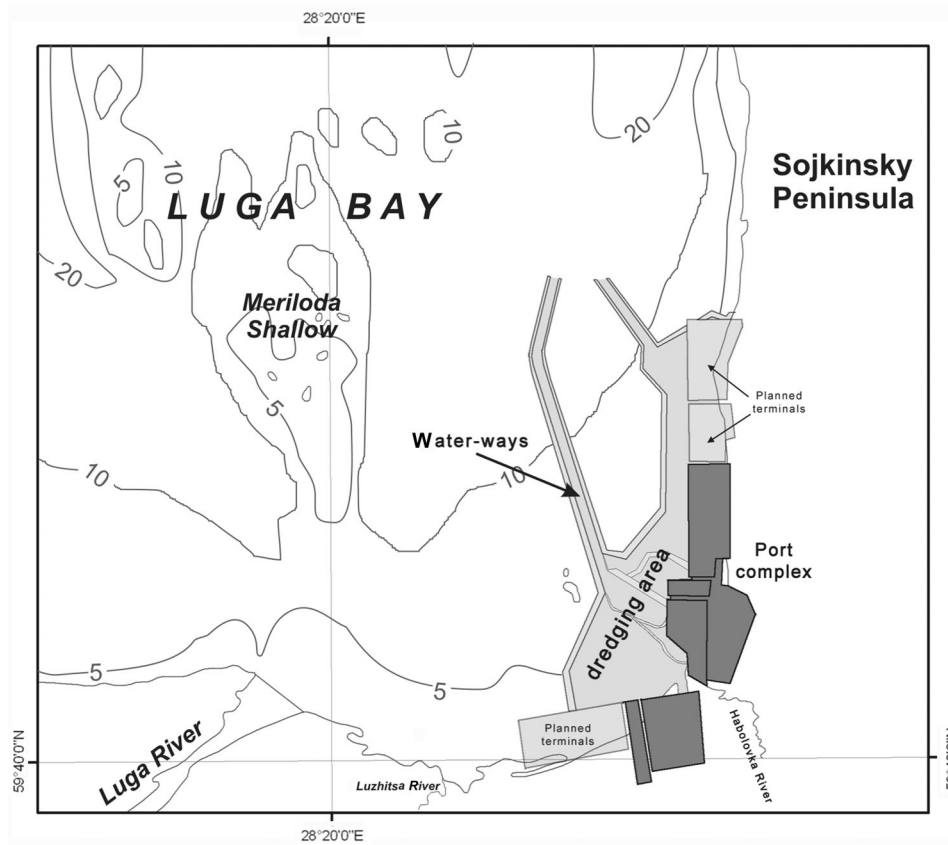 28°20'0"E
20
10
5
10
20
Sojkinsky
Peninsula
LUGA BAY
20
Meriloda
Shallow
5
Planned
terminals
Water-ways
10
10
Port
complex
dredging area
5
5
Planned
terminals
Habolovka River
Luga River
Luzhitsa River
59°40'0"N
28°20'0"E